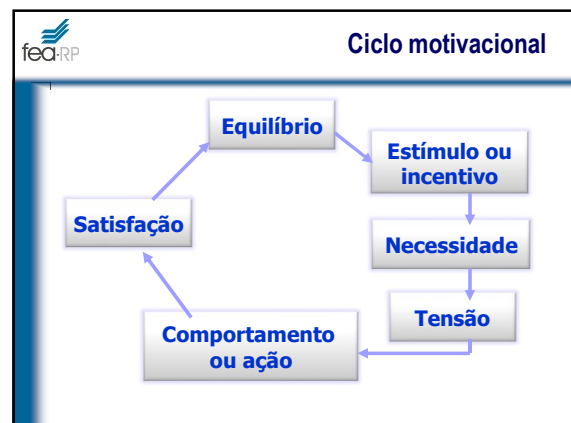 fea-RP
Ciclo motivacional
Equilíbrio
Estímulo ou
incentivo
Necessidade
Tensão
Comportamento
ou ação
Satisfação